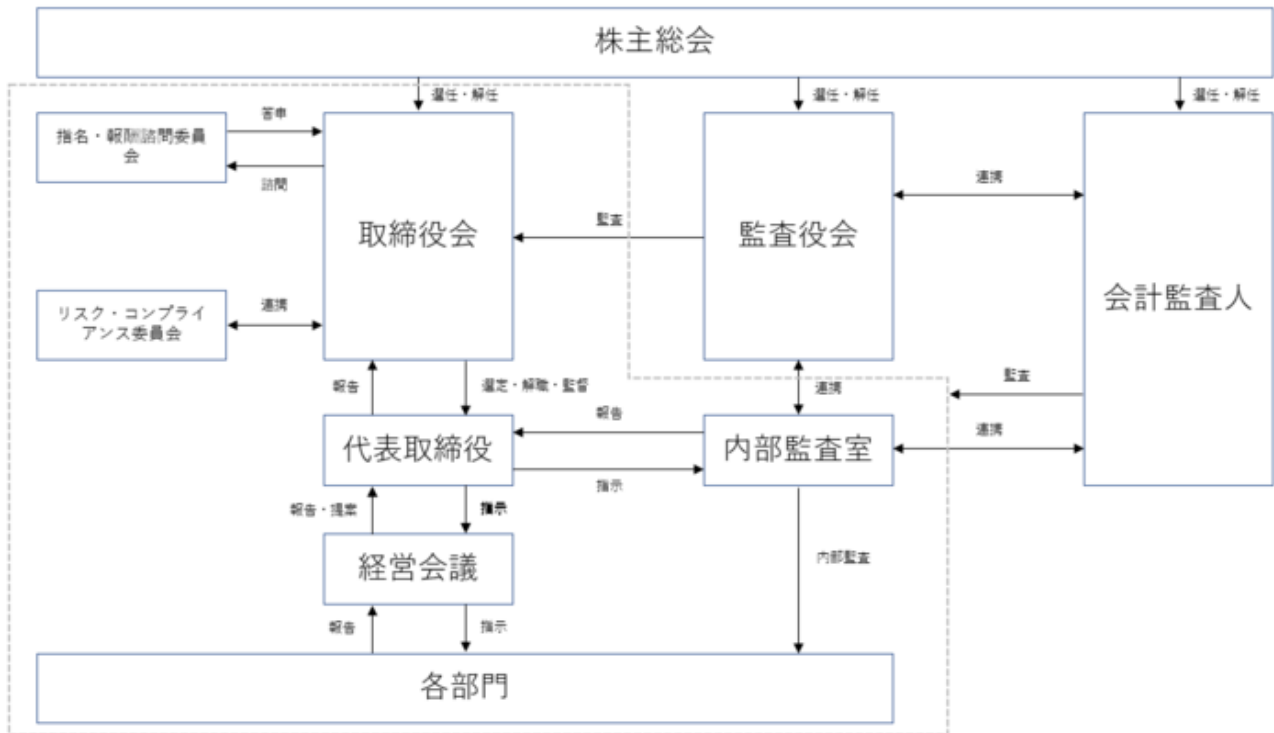 株主総会
選任・解任
選任・解任
選任・解任
指名・報酬諮問委員
会
答申
諮問
取締役会
監査
監査役会
連携
会計監査人
リスク・コンプライ
アンス委員会
連携
報告
選定・解職・監督
連携
監査
代表取締役
報告
指示
内部監査室
連携
報告・提案
指示
経営会議
内部監査
報告
指示
各部門